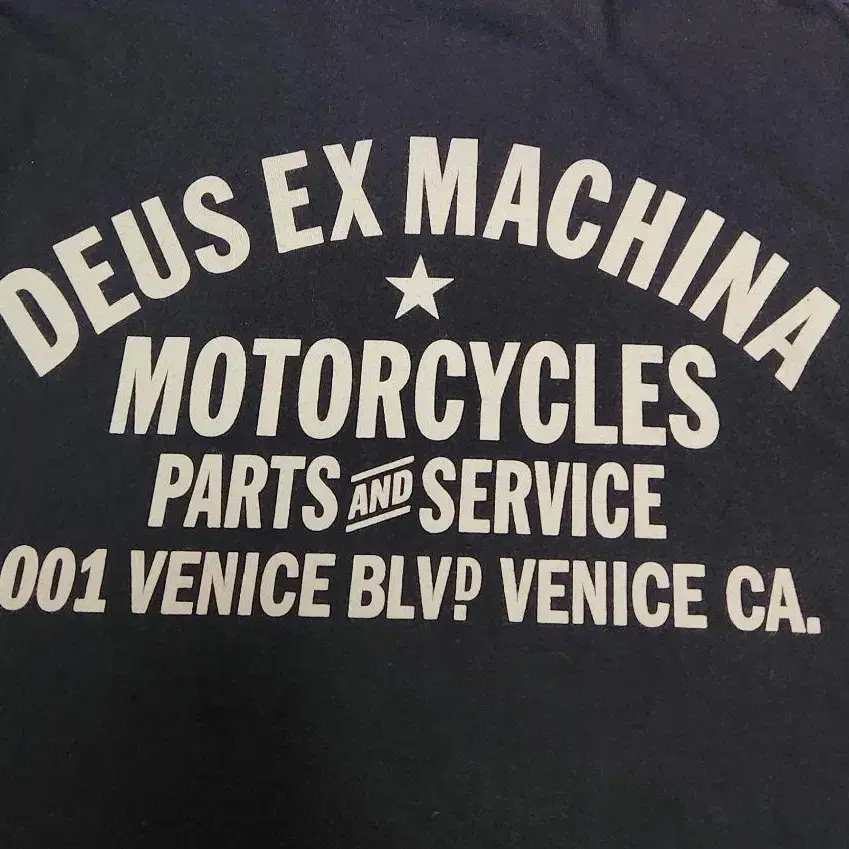 DEUS EX MACHINA
MOTORCYCLES
PARTS AND SERVICE
001 VENICE BLVD. VENICE CA.